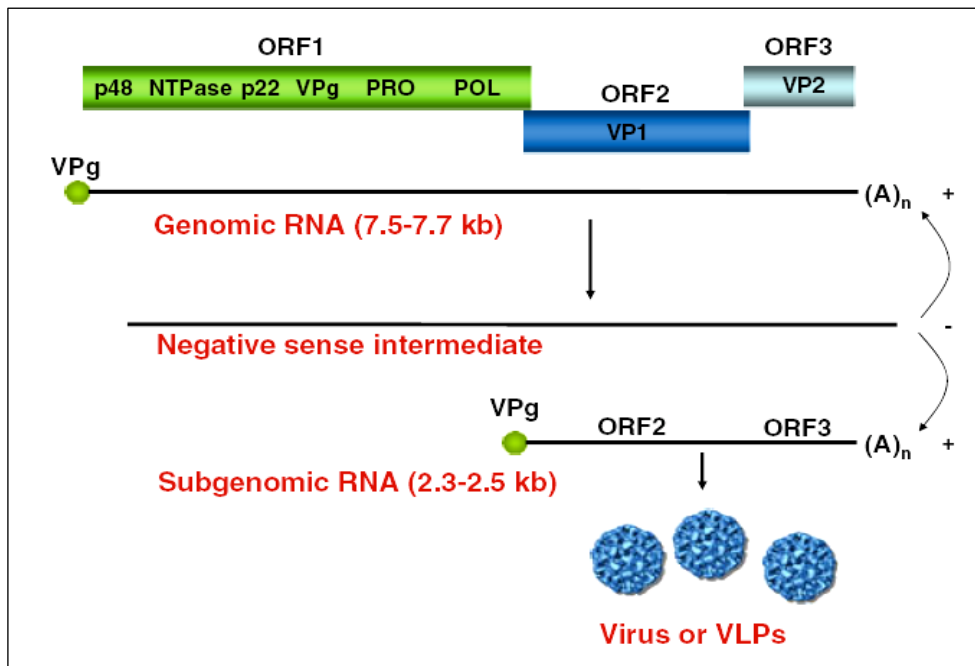 ORF1
ORF3
p48 NTPase p22 VPg PRO POL
VP2
ORF2
VP1
VPg
(A)n +
Genomic RNA (7.5-7.7 kb)
-
Negative sense intermediate
VPg
ORF2 ORF3
(A)n +
Subgenomic RNA (2.3-2.5 kb)
Virus or VLPs